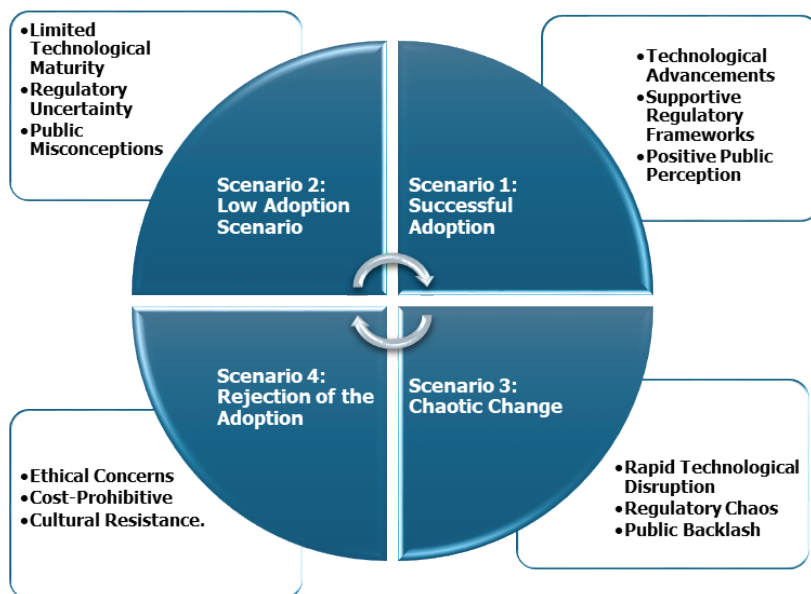 •Limited
Technological
Maturity
•Regulatory
Uncertainty
•Public
Misconceptions
•Technological
Advancements
•Supportive
Regulatory
Frameworks
•Positive Public
Perception
Scenario 2:
Low Adoption
Scenario
Scenario 1:
Successful
Adoption
Scenario 4:
Rejection of the
Adoption
Scenario 3:
Chaotic Change
•Ethical Concerns
•Cost-Prohibitive
•Cultural Resistance.
•Rapid Technological
Disruption
•Regulatory Chaos
•Public Backlash